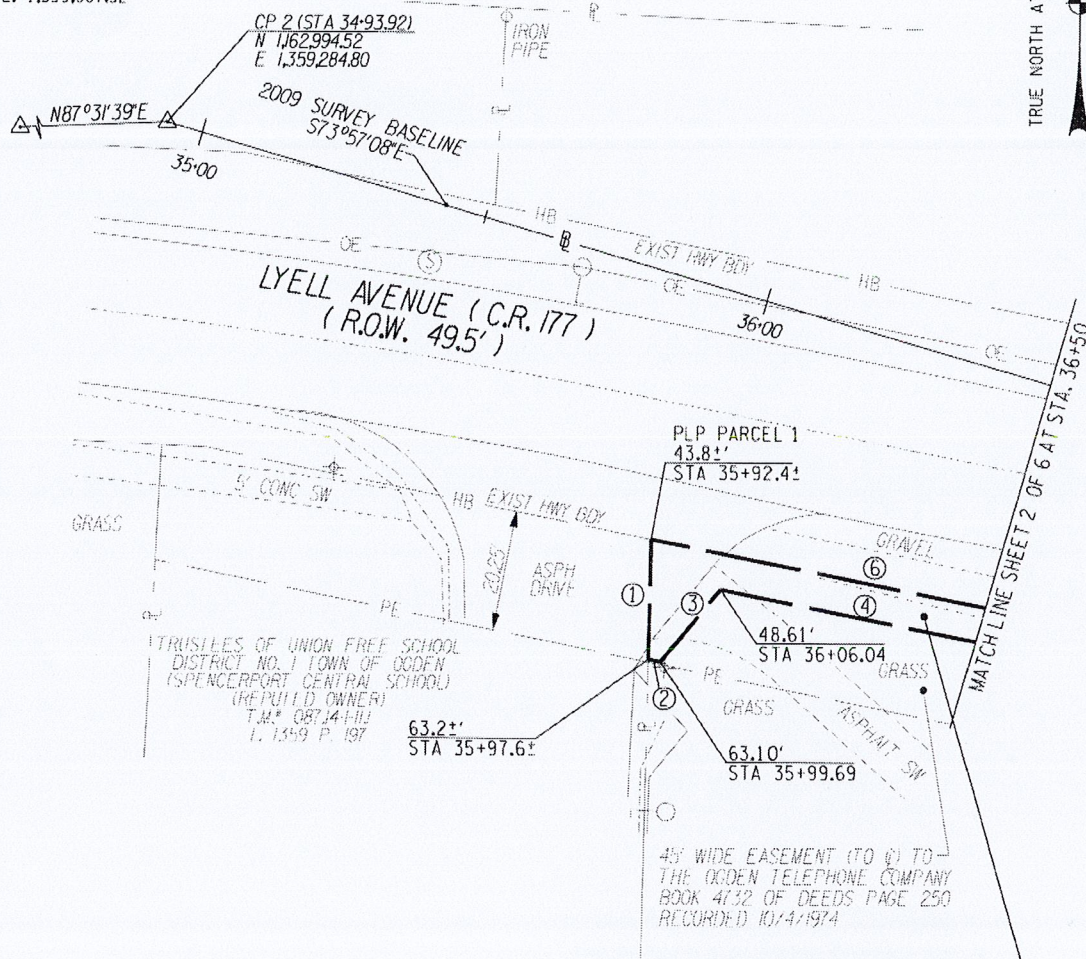 CP 2 (STA 34+93.92)
N 1,162,994.52
E 1,359,284.80
IRON
PIPE
TRUE NORTH AT
N87°31'39"E
2009 SURVEY BASELINE
S73°57'08"E
35+00
HB
EXIST HWY BDY
HB
OE
S
OE
OE
LYELL AVENUE ( C.R. 177 )
( R.O.W. 49.5' )
36+00
MATCH LINE SHEET 2 OF 6 AT STA. 36+50
PLP PARCEL 1
43.8±'
STA 35+92.4±
5' CONC SW
HB EXIST HWY BDY
GRASS
20.25'
ASPH
DRIVE
GRAVEL
6
1
3
4
PE
48.61'
STA 36+06.04
GRASS
PE
2
GRASS
ASPHALT SW
TRUSTEES OF UNION FREE SCHOOL
DISTRICT NO. 1 TOWN OF OGDEN
(SPENCERPORT CENTRAL SCHOOL)
(REPUTED OWNER)
T.M.#
L. 1359 P. 197
63.2±'
STA 35+97.6±
63.10'
STA 35+99.69
WIDE EASEMENT (TO ℄) TO
THE OGDEN TELEPHONE COMPANY
BOOK 4732 OF DEEDS PAGE 250
RECORDED 10/4/1974